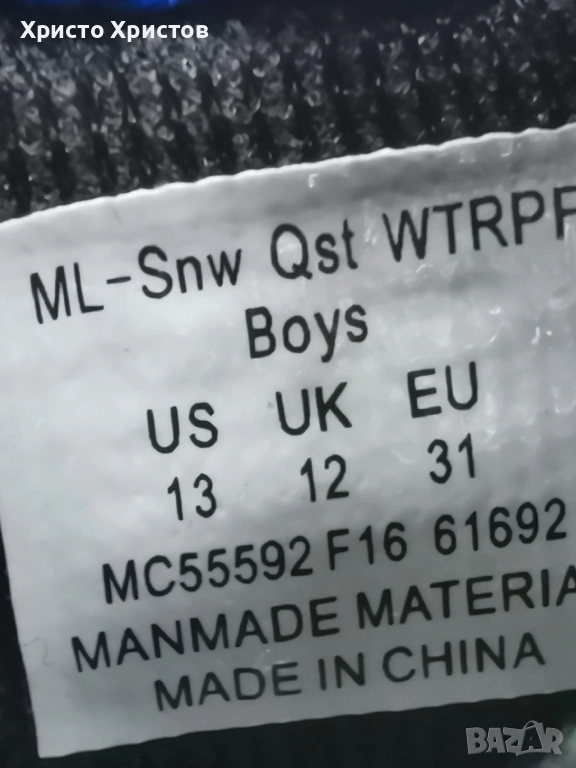 Христо Христов
ML-Snw Qst WTRPF
Boys
US UK EU
13 12 31
MC55592 F16 61692
MANMADE MATERIA
MADE IN CHINA
BAZAR